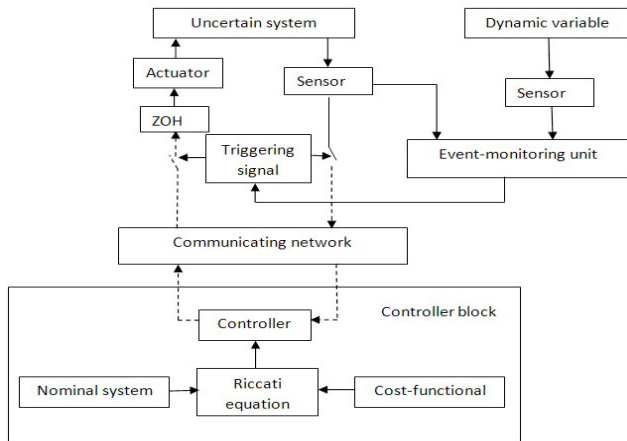 Uncertain system
Dynamic variable
Actuator
Sensor
Sensor
ZOH
Triggering
signal
Event-monitoring unit
Communicating network
Controller block
Controller
Nominal system
Riccati
equation
Cost-functional